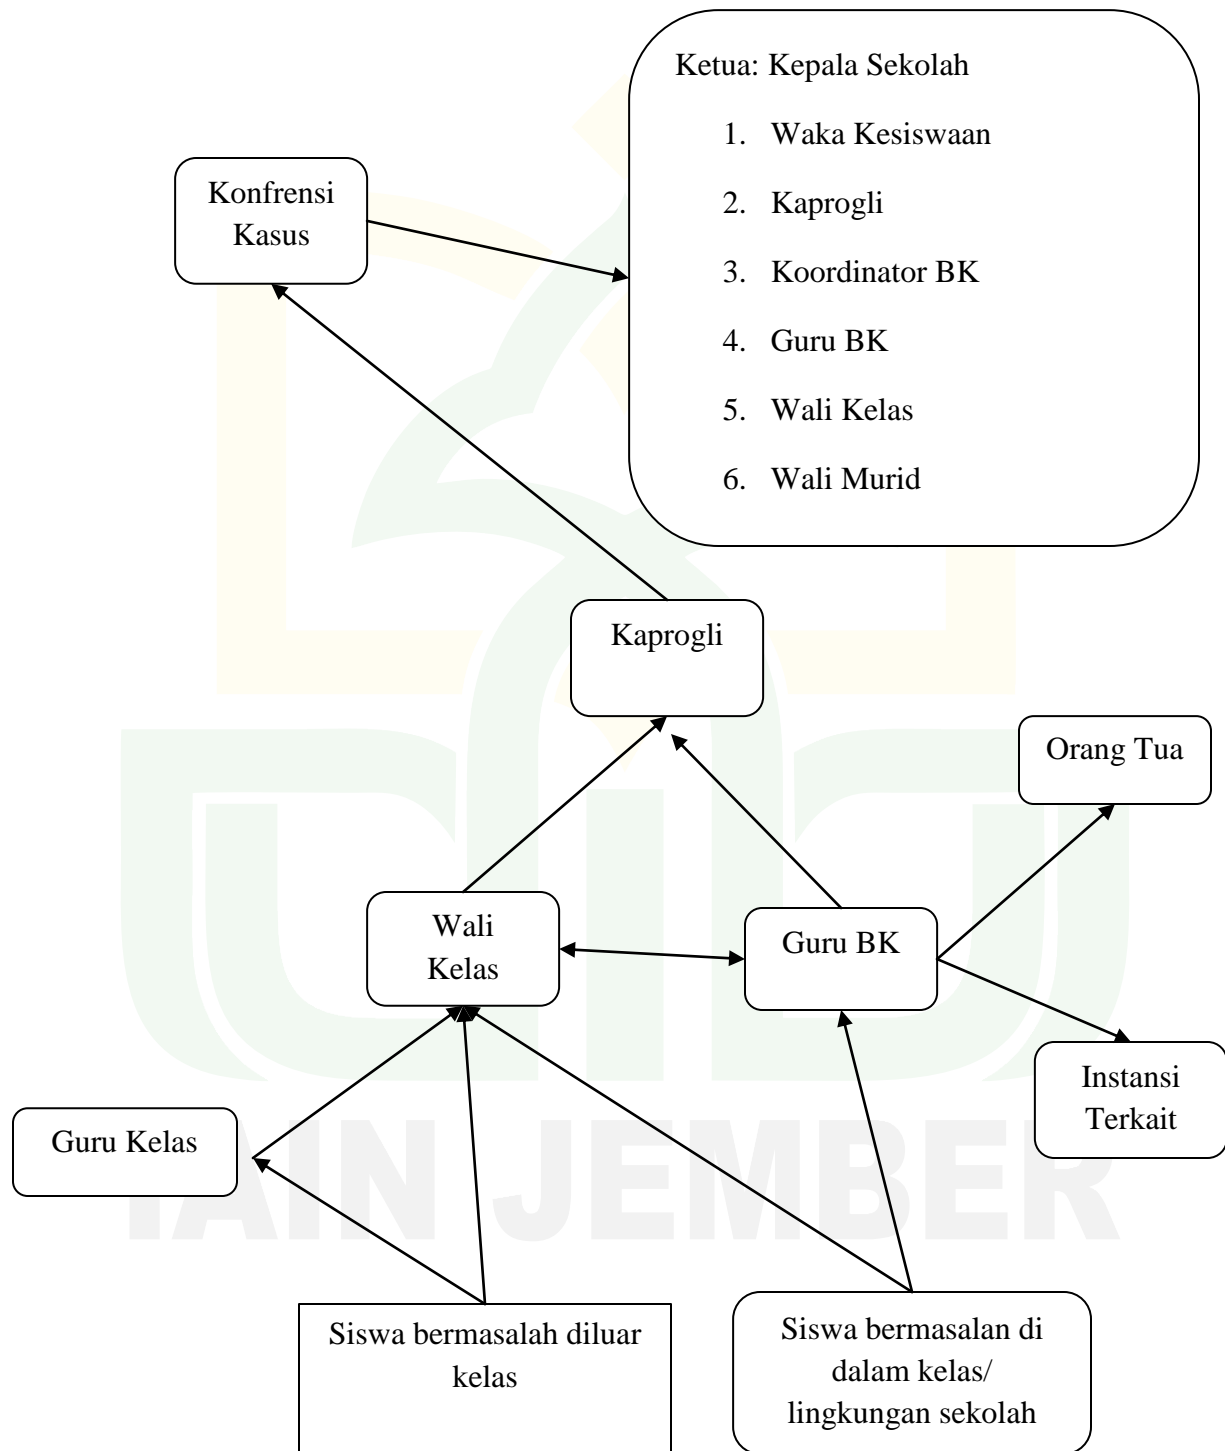 Ketua: Kepala Sekolah
1. Waka Kesiswaan
2. Kaprogli
3. Koordinator BK
4. Guru BK
5. Wali Kelas
6. Wali Murid
Konfrensi
Kasus
Kaprogli
Orang Tua
Wali
Kelas
Guru BK
Instansi
Terkait
Guru Kelas
IAIN JEMBER
Siswa bermasalah diluar
kelas
Siswa bermasalan di
dalam kelas/
lingkungan sekolah